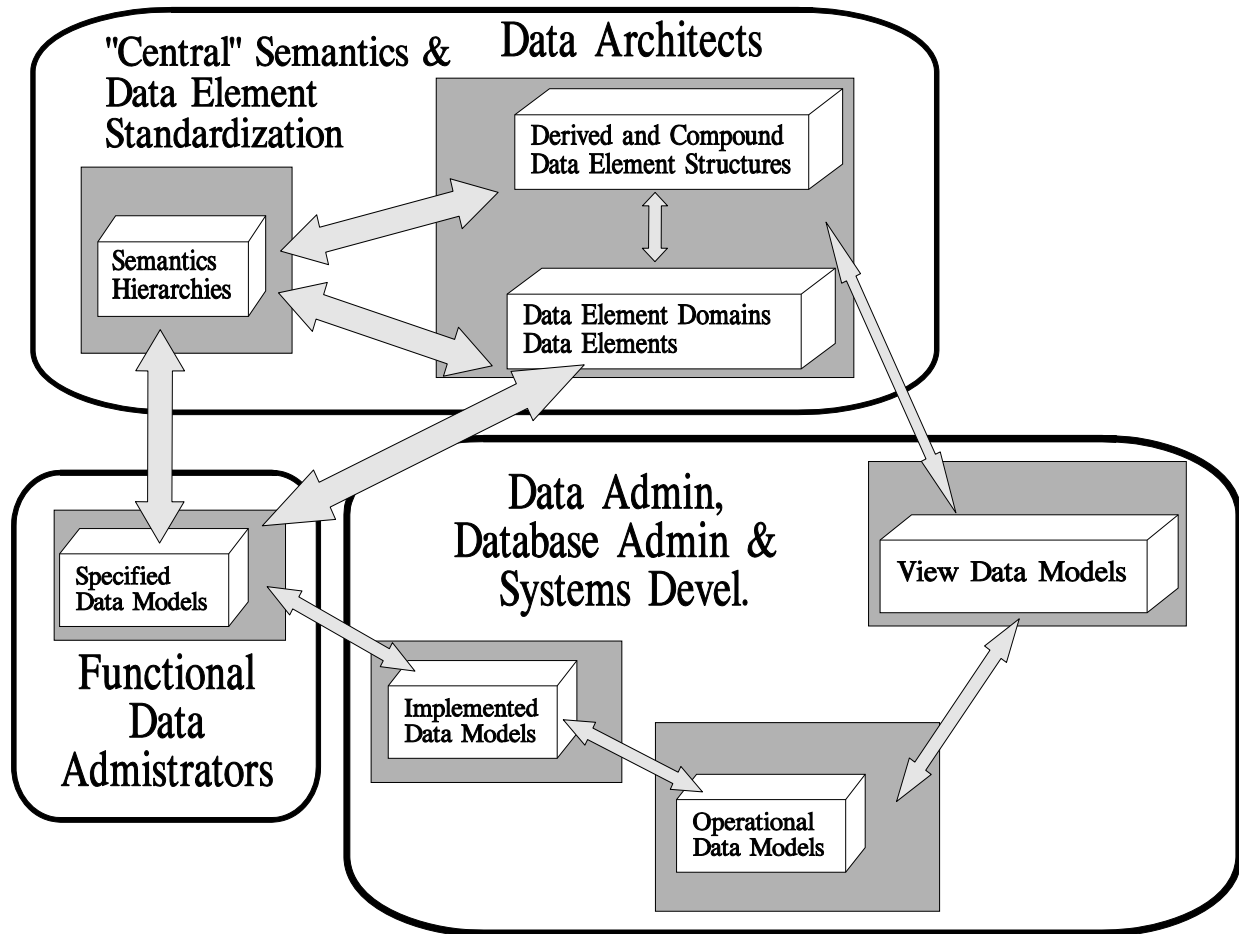 "Central" Semantics &
Data Element
Standardization
Data Architects
Derived and Compound
Data Element Structures
Semantics
Hierarchies
Data Element Domains
Data Elements
Specified
Data Models
Functional
Data
Admistrators
Data Admin,
Database Admin &
Systems Devel.
View Data Models
Implemented
Data Models
Operational
Data Models